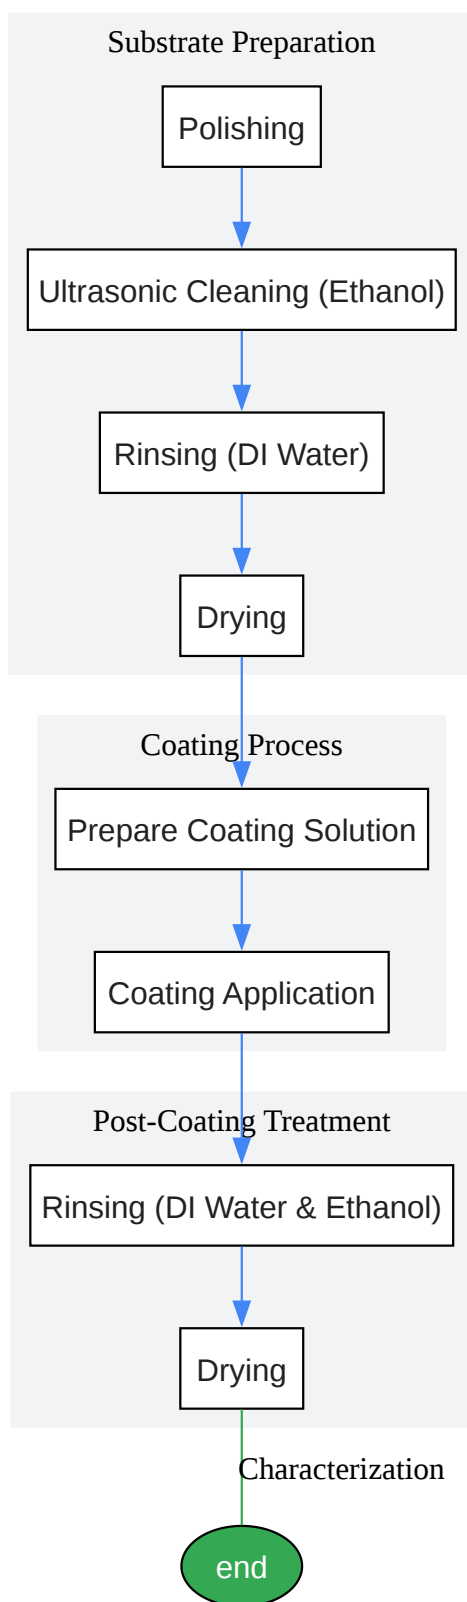 Substrate Preparation
Polishing
Ultrasonic Cleaning (Ethanol)
Rinsing (DI Water)
Drying
Coating Process
Prepare Coating Solution
Coating Application
Post-Coating Treatment
Rinsing (DI Water & Ethanol)
Drying
Characterization
end